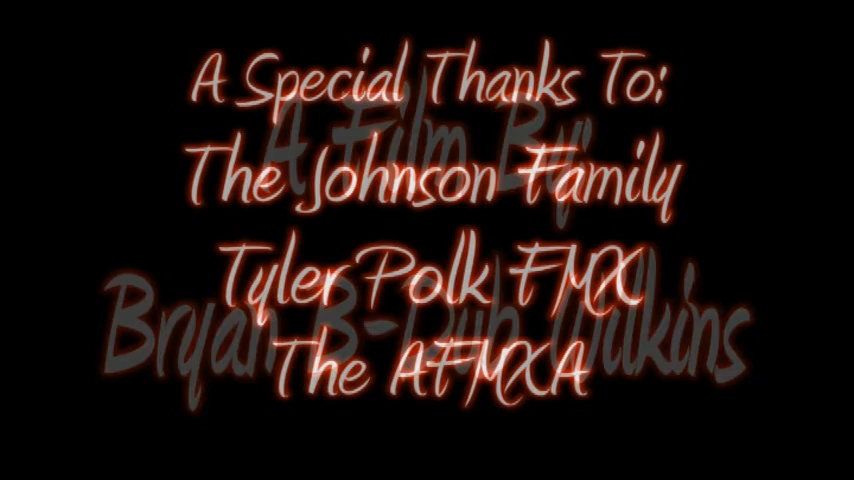 A Special Thanks To:
The Johnson Family
Tyler Polk FMX
The AFMXA
A Film By:
Bryan B-Dub Wilkins